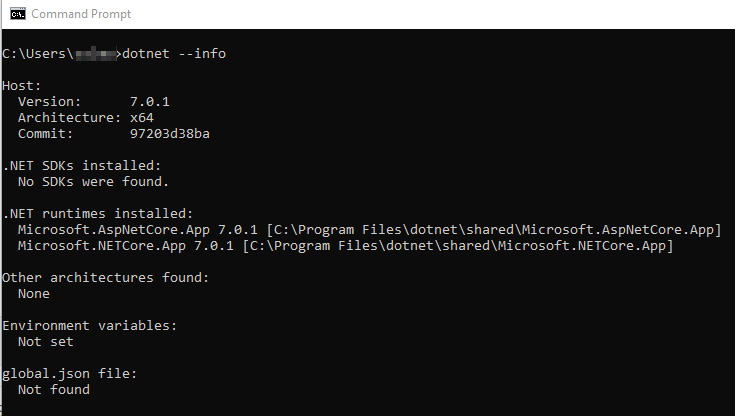 Command Prompt
C:\Users\>dotnet --info
Host:
Version: 7.0.1
Architecture: x64
Commit: 97203d38ba
.NET SDKs installed:
No SDKs were found.
.NET runtimes installed:
Microsoft.AspNetCore.App 7.0.1 [C:\Program Files\dotnet\shared\Microsoft.AspNetCore.App]
Microsoft.NETCore.App 7.0.1 [C:\Program Files\dotnet\shared\Microsoft.NETCore.App]
Other architectures found:
None
Environment variables:
Not set
global.json file:
Not found